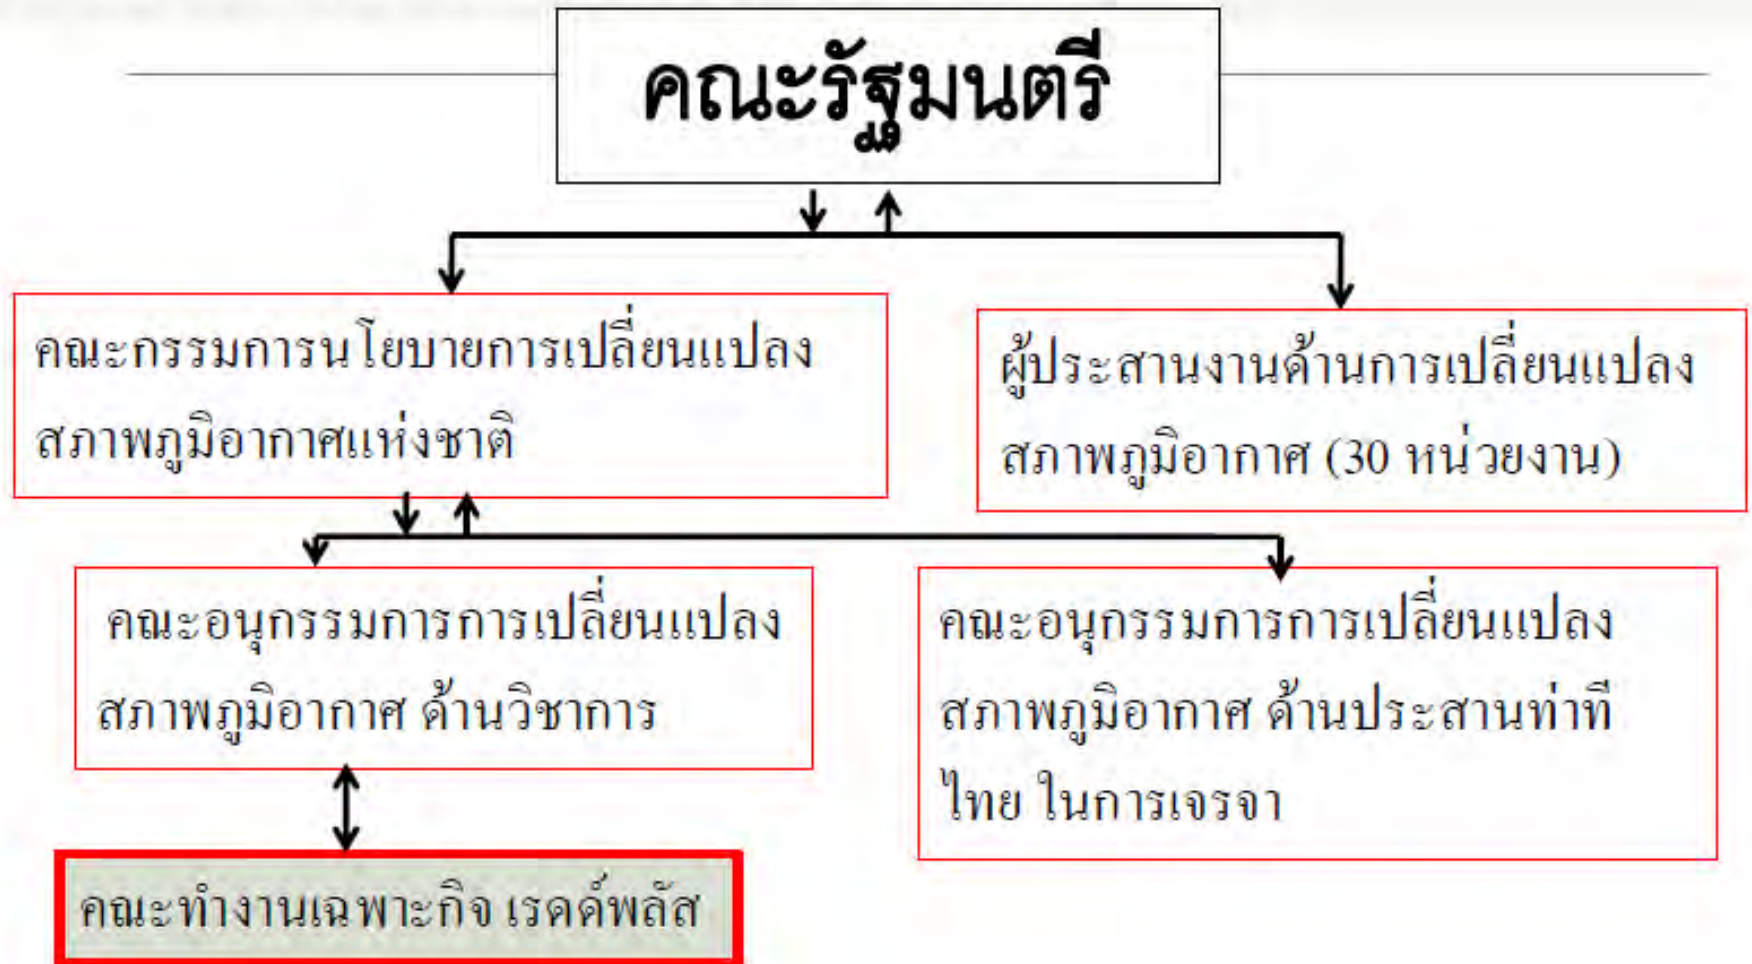 คณะรัฐมนตรี
คณะกรรมการนโยบายการเปลี่ยนแปลง
สภาพภูมิอากาศแห่งชาติ
ผู้ประสานงานด้านการเปลี่ยนแปลง
สภาพภูมิอากาศ (30 หน่วยงาน)
คณะอนุกรรมการการเปลี่ยนแปลง
สภาพภูมิอากาศ ด้านวิชาการ
คณะอนุกรรมการการเปลี่ยนแปลง
สภาพภูมิอากาศ ด้านประสานท่าที
ไทย ในการเจรจา
คณะทำงานเฉพาะกิจ เรดด์พลัส